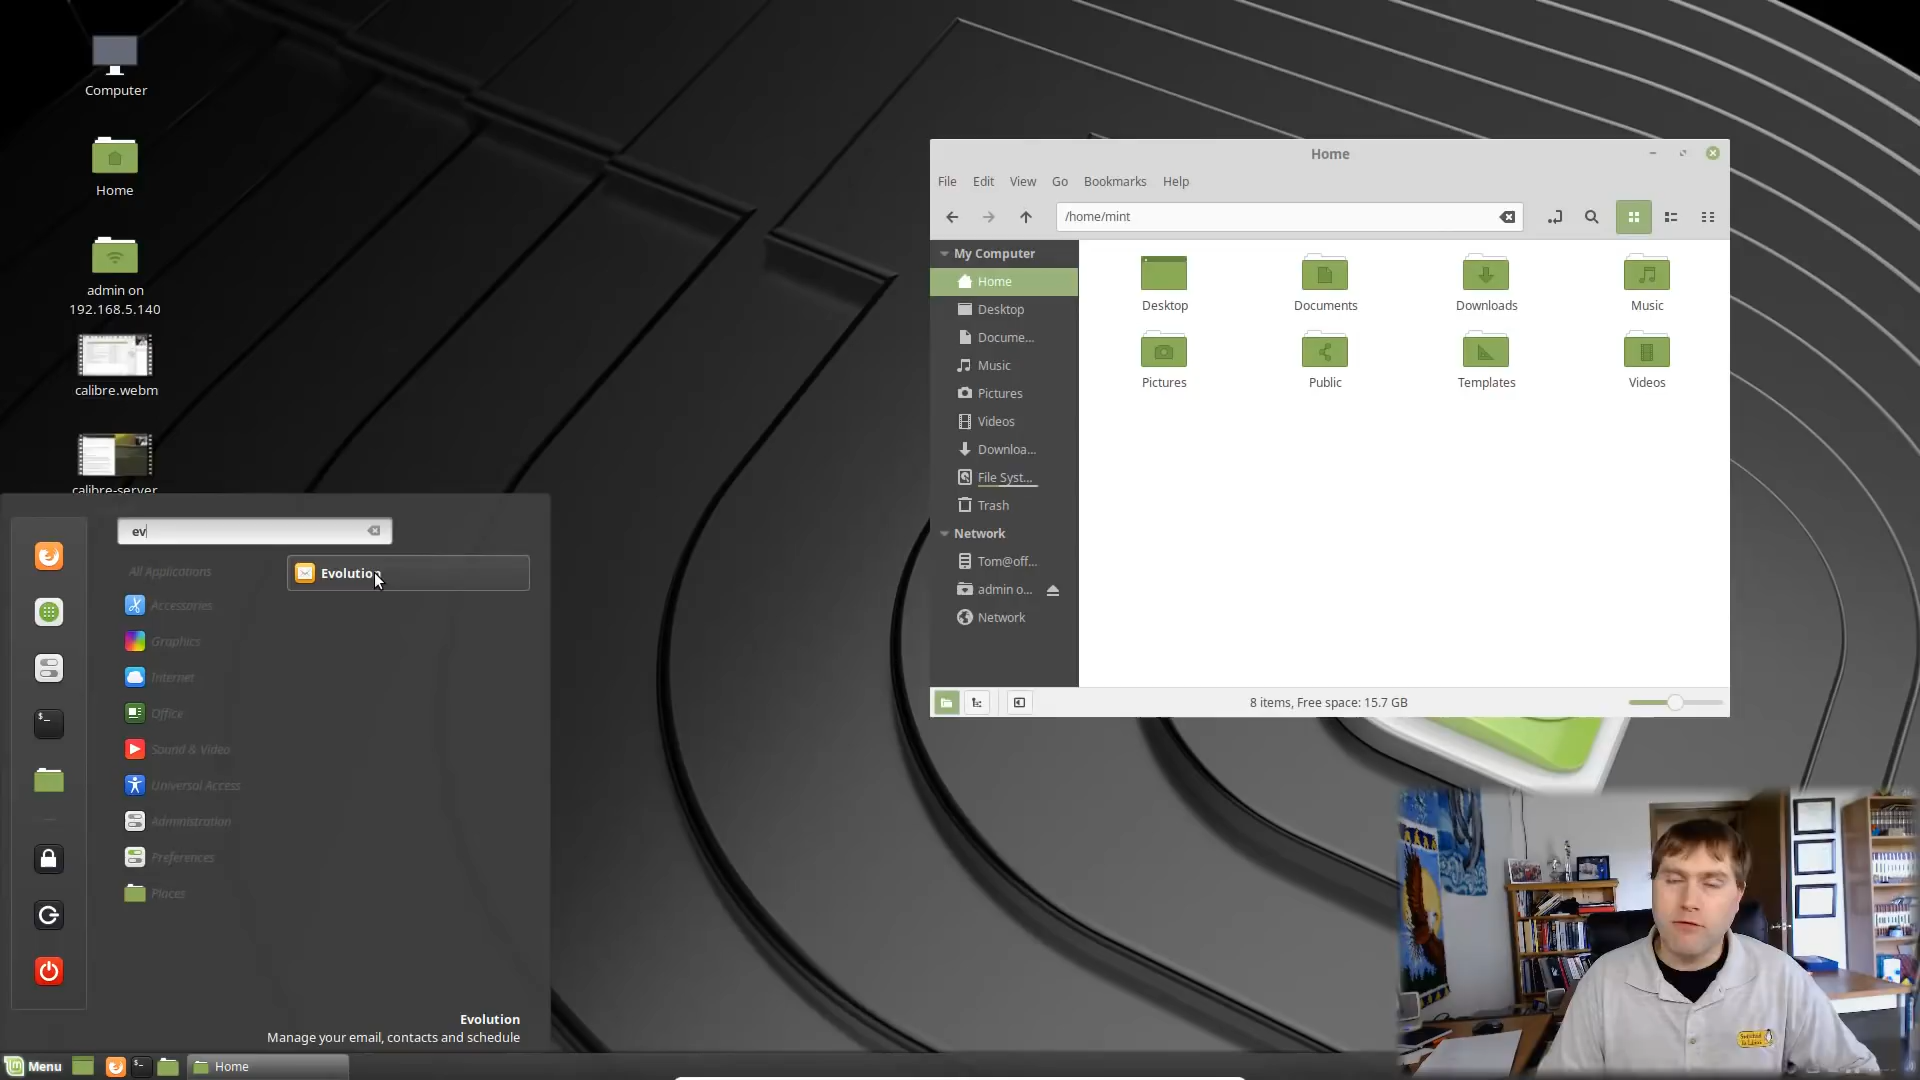 Computer
Home
admin on
192.168.5.140
calibre.webm
calibre-server
Home
File Edit View Go Bookmarks Help
/home/mint
My Computer
Home
Desktop
Docume...
Music
Pictures
Videos
Downloa...
File Syst...
Trash
Network
Tom@off...
admin o...
Network
Desktop
Documents
Downloads
Music
Pictures
Public
Templates
Videos
8 items, Free space: 15.7 GB
ev
All Applications
Accessories
Graphics
Internet
Office
Sound & Video
Universal Access
Administration
Preferences
Places
Evolution
Evolution
Manage your email, contacts and schedule
Menu
Home